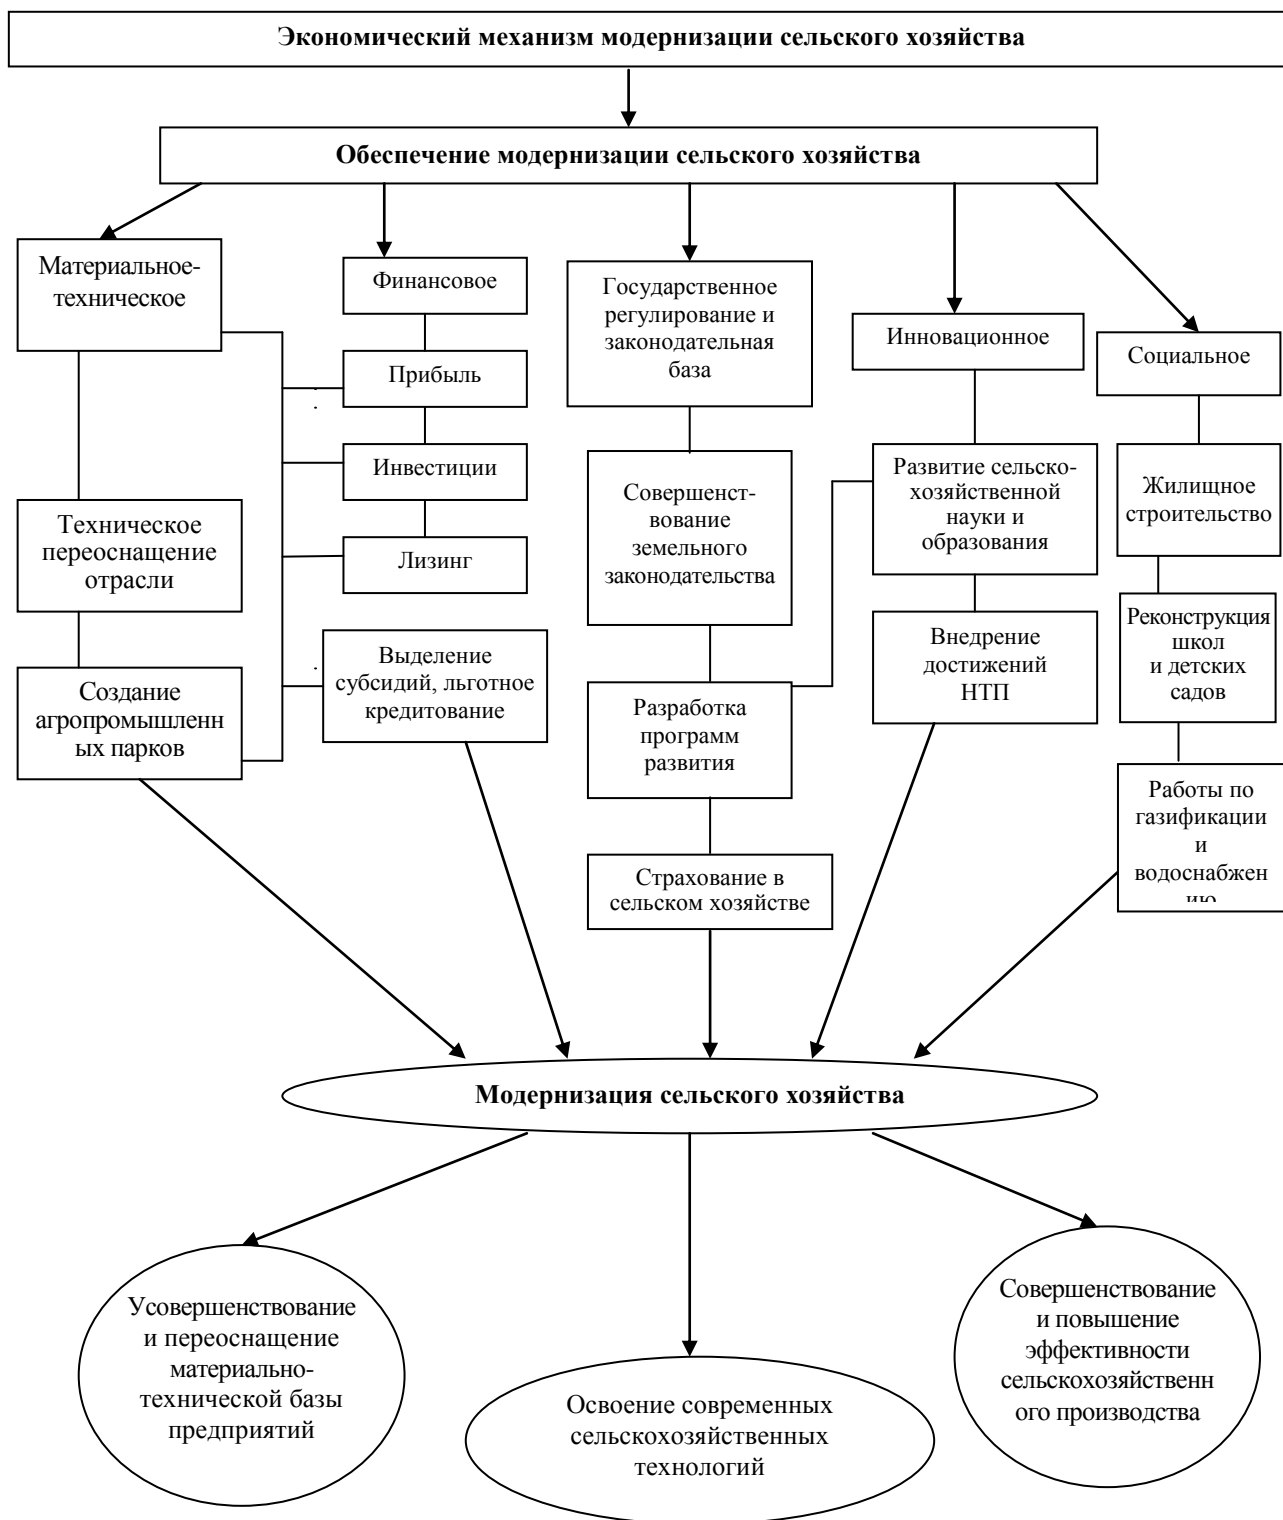 Экономический механизм модернизации сельского хозяйства
Обеспечение модернизации сельского хозяйства
Материальное-
техническое
Техническое
переоснащение
отрасли
Создание
агропромышленн
ых парков
Финансовое
Прибыль
Инвестиции
Лизинг
Выделение
субсидий, льготное
кредитование
Государственное
регулирование и
законодательная
база
Совершенст-
вование
земельного
законодательства
Разработка
программ
развития
Страхование в
сельском хозяйстве
Инновационное
Развитие сельско-
хозяйственной
науки и
образования
Внедрение
достижений
НТП
Социальное
Жилищное
строительство
Реконструкция
школ
и детских
садов
Работы по
газификации
и
водоснабжен
ию
Модернизация сельского хозяйства
Усовершенствование
и переоснащение
материально-
технической базы
предприятий
Освоение современных
сельскохозяйственных
технологий
Совершенствование
и повышение
эффективности
сельскохозяйственн
ого производства